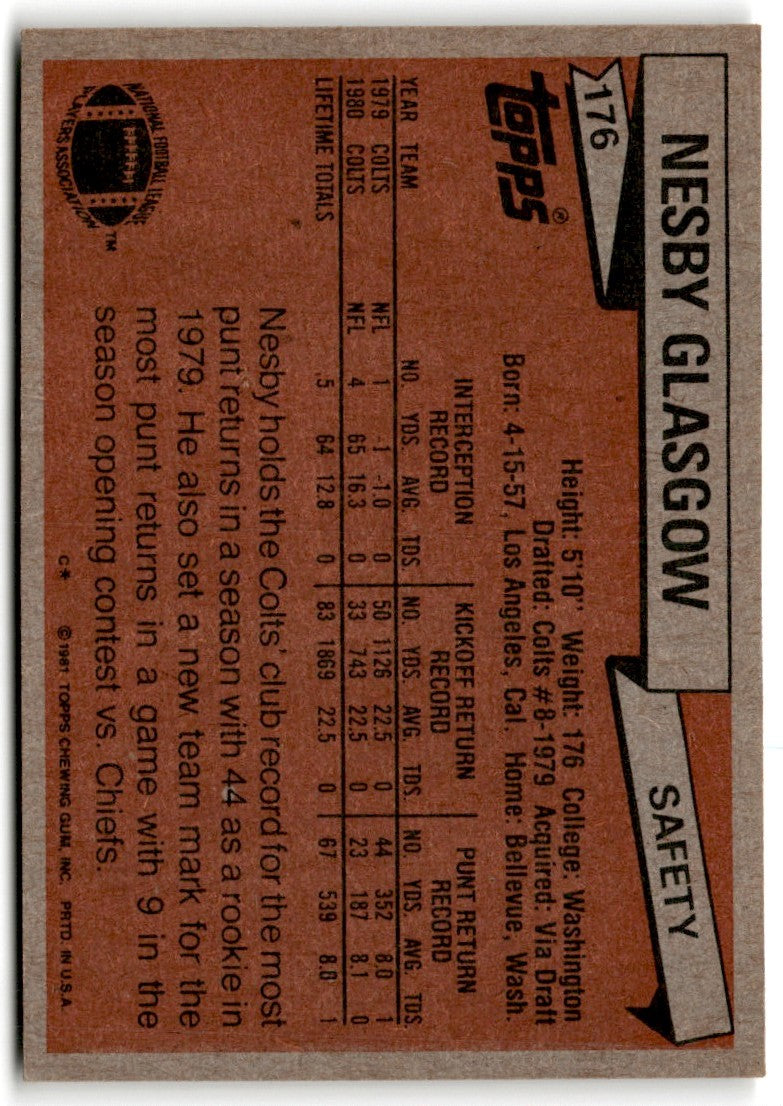 NESBY GLASGOW
SAFETY
176
topps®
Height: 5'10" Weight: 176 College: Washington
Drafted: Colts #8-1979 Acquired: Via Draft
Born: 4-15-57, Los Angeles, Cal. Home: Bellevue, Wash.
INTERCEPTION RECORD KICKOFF RETURN RECORD PUNT RETURN RECORD
YEAR TEAM NO. YDS. AVG. TDS. NO. YDS. AVG. TDS. NO. YDS. AVG. TDS.
1979 COLTS NFL 1 -1 -1.0 0 50 1126 22.5 0 44 352 8.0 1
1980 COLTS NFL 4 65 16.3 0 33 743 22.5 0 23 187 8.1 0
LIFETIME TOTALS 5 64 12.8 0 83 1869 22.5 0 67 539 8.0 1
Nesby holds the Colts' club record for the most
punt returns in a season with 44 as a rookie in
1979. He also set a new team mark for the
most punt returns in a game with 9 in the
season opening contest vs. Chiefs.
NATIONAL FOOTBALL LEAGUE
PLAYERS ASSOCIATION
TM
C* ©1981 TOPPS CHEWING GUM, INC. PRTD. IN U.S.A.